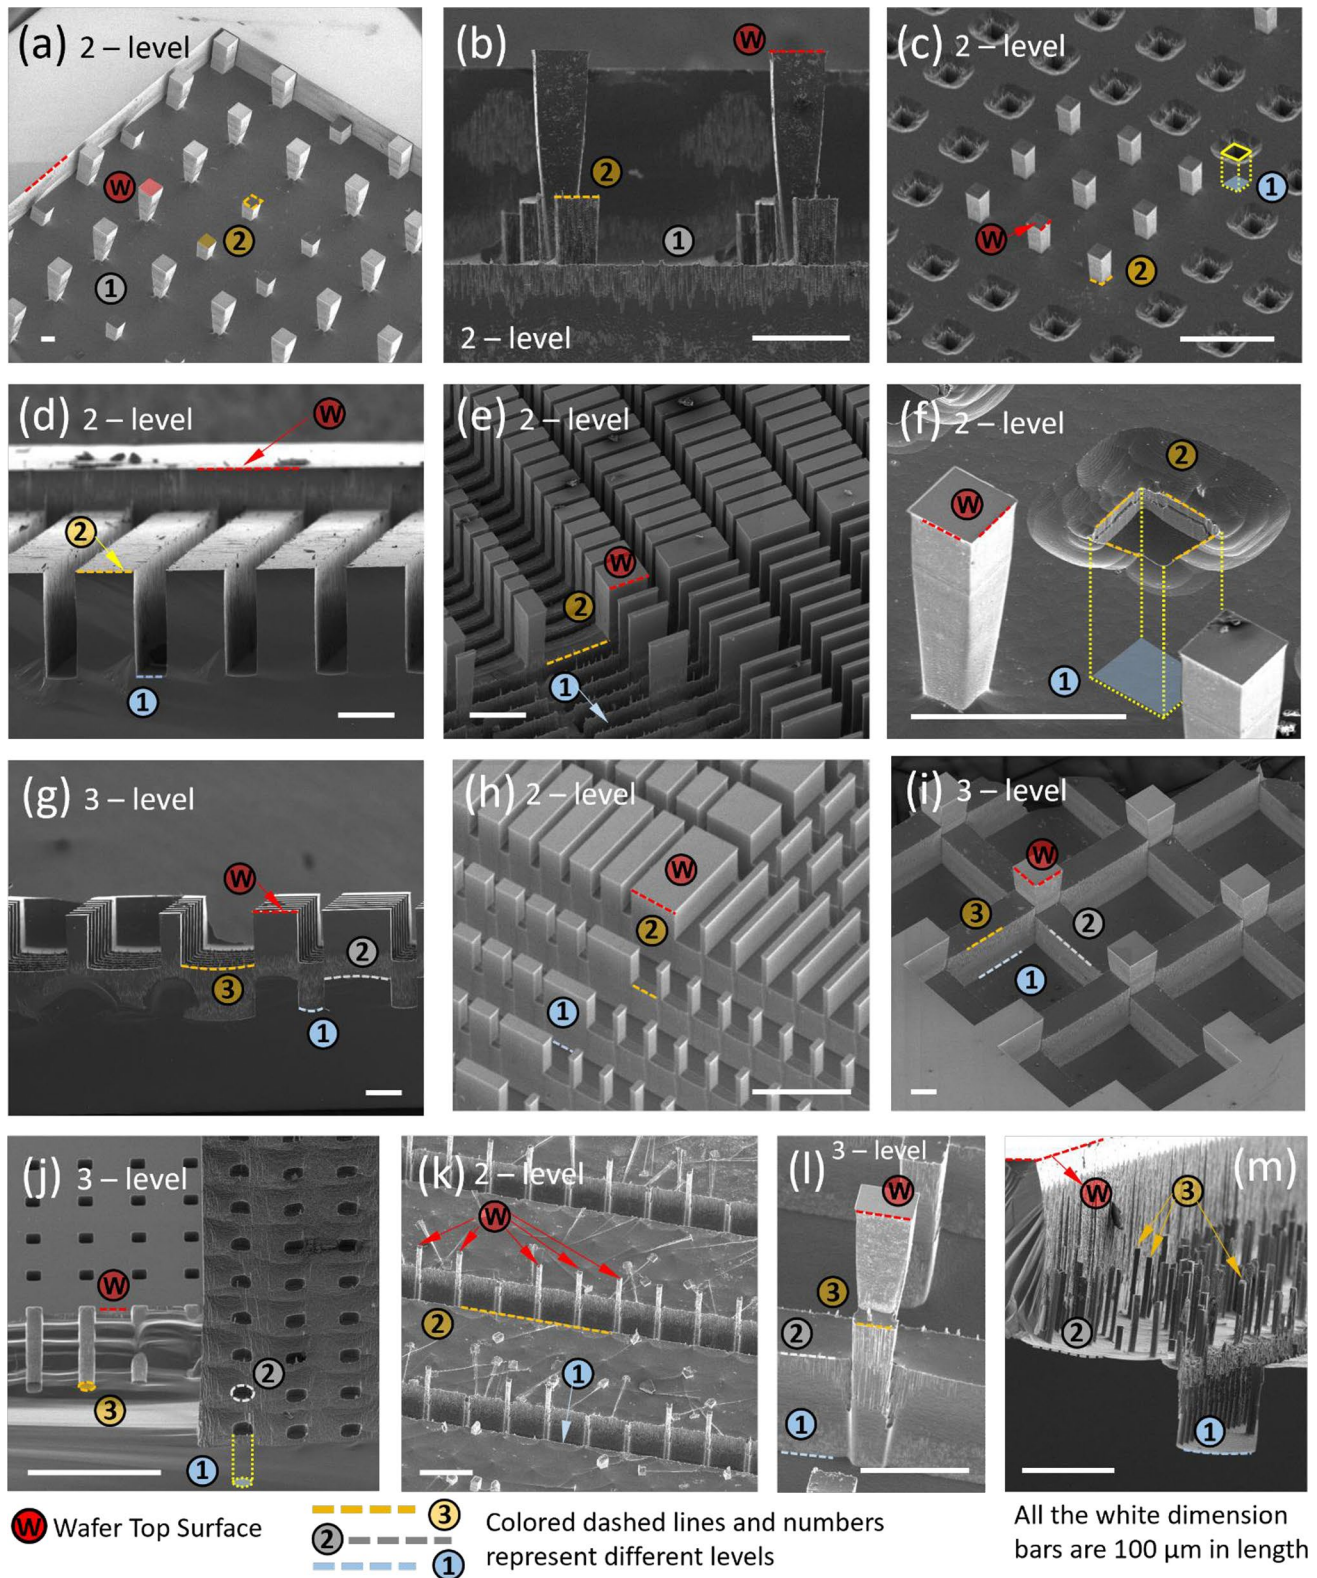 (a) 2 – level
W
2
1
(b)
W
2
1
2 – level
(c) 2 – level
1
W
2
(d) 2 – level
W
2
1
(e) 2 – level
W
2
1
(f) 2 – level
2
W
1
(g) 3 – level
W
2
3
1
(h) 2 – level
W
2
1
(i) 3 – level
W
3
2
1
(j) 3 – level
W
2
3
1
(k) 2 – level
W
2
1
(l) 3 – level
W
3
2
1
(m)
W
3
2
1
W Wafer Top Surface
3
2
1
Colored dashed lines and numbers
represent different levels
All the white dimension
bars are 100 μm in length